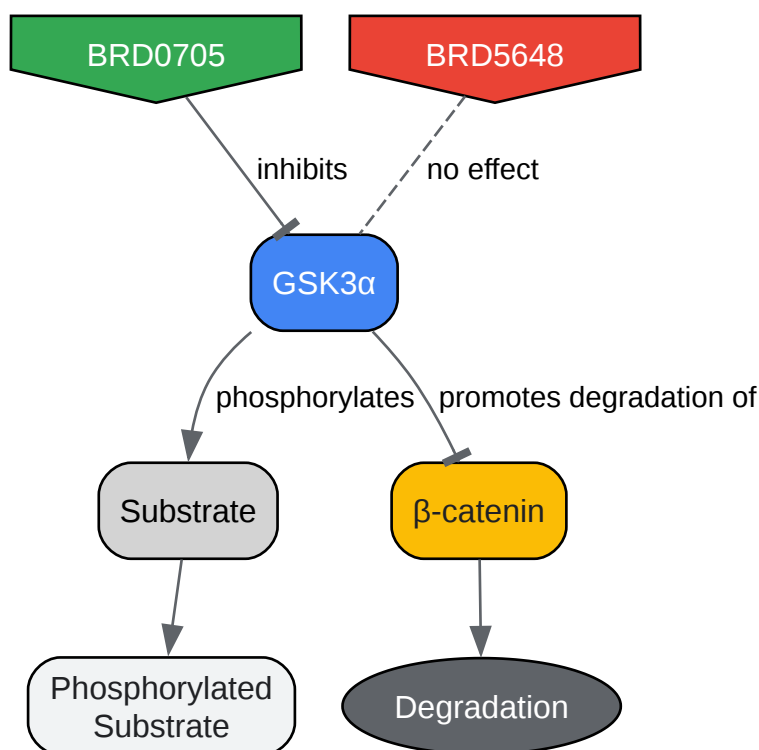 BRD0705
BRD5648
inhibits
no effect
GSK3α
phosphorylates
promotes degradation of
Substrate
β-catenin
Phosphorylated
Substrate
Degradation